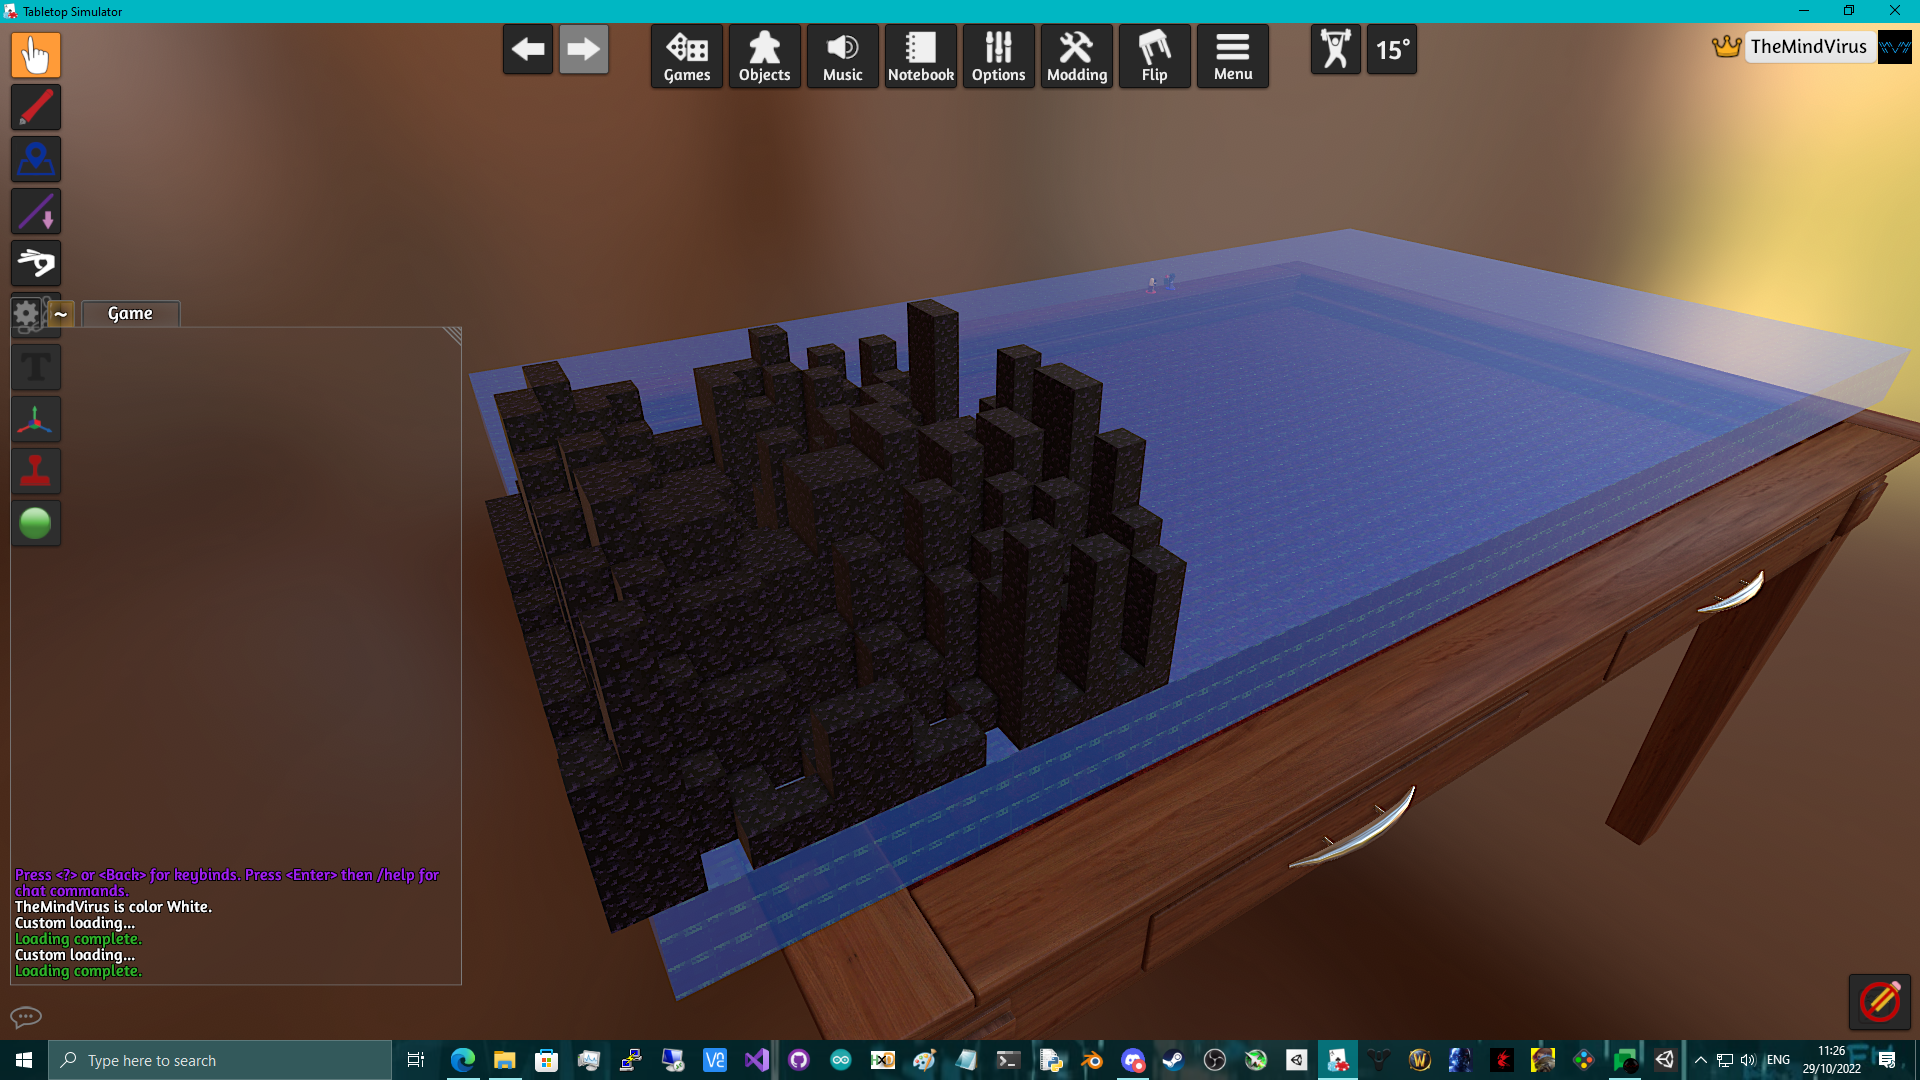 Tabletop Simulator
Games
Objects
Music
Notebook
Options
Modding
Flip
Menu
15°
TheMindVirus
~
Game
T
Press <?> or <Back> for keybinds. Press <Enter> then /help for
chat commands.
TheMindVirus is color White.
Custom loading...
Loading complete.
Custom loading...
Loading complete.
Type here to search
ENG
11:26
29/10/2022